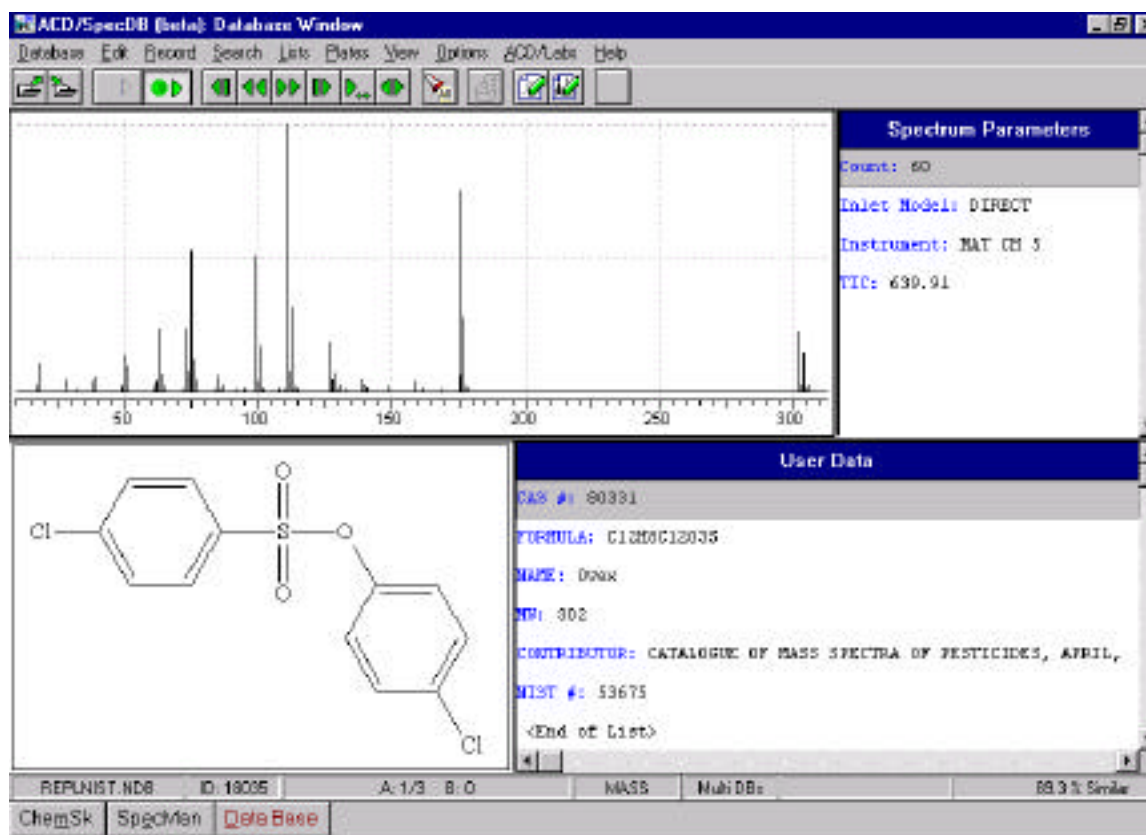 ACD/SpecDB (beta): Database Window
Database Edit Record Search Lists Plates View Options ACD/Labs Help
Spectrum Parameters
Count: 60
Inlet Model: DIRECT
Instrument: MAT CH 5
TIC: 639.91
50 100 150 200 250 300
User Data
CAS #: 80331
FORMULA: C12H8Cl2O3S
NAME: Ovex
MW: 302
CONTRIBUTOR: CATALOGUE OF MASS SPECTRA OF PESTICIDES, APRIL,
NIST #: 53675
<End of List>
Cl S O O O Cl
REPLNIST.NDB ID: 18035 A: 1/3 B: 0 MASS Multi DBs 89.3 % Similar
ChemSk SpecMan Data Base